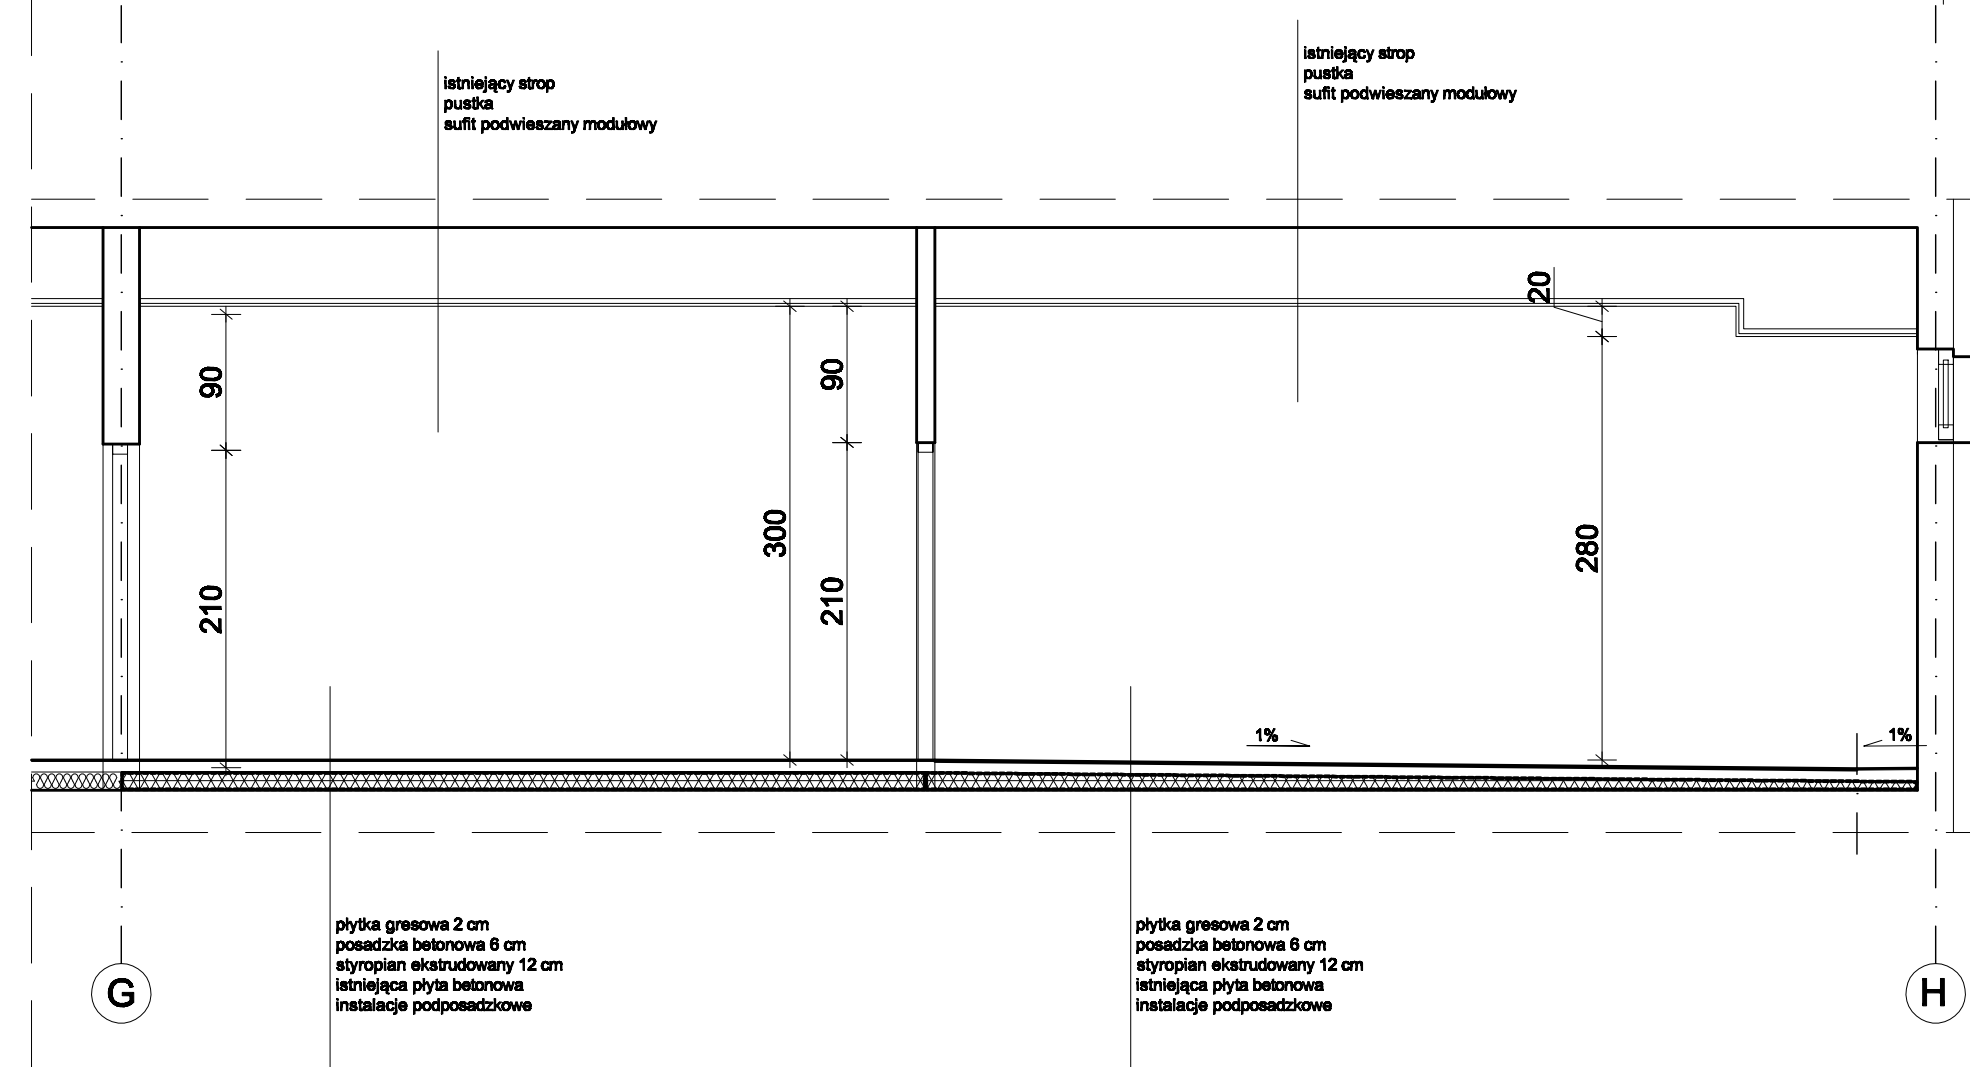 istniejący strop
pustka
sufit podwieszany modułowy
istniejący strop
pustka
sufit podwieszany modułowy
20
90
90
300
280
210
210
1%
1%
płytka gresowa 2 cm
posadzka betonowa 6 cm
styropian ekstrudowany 12 cm
istniejąca płyta betonowa
instalacje podposadzkowe
płytka gresowa 2 cm
posadzka betonowa 6 cm
styropian ekstrudowany 12 cm
istniejąca płyta betonowa
instalacje podposadzkowe
G
H